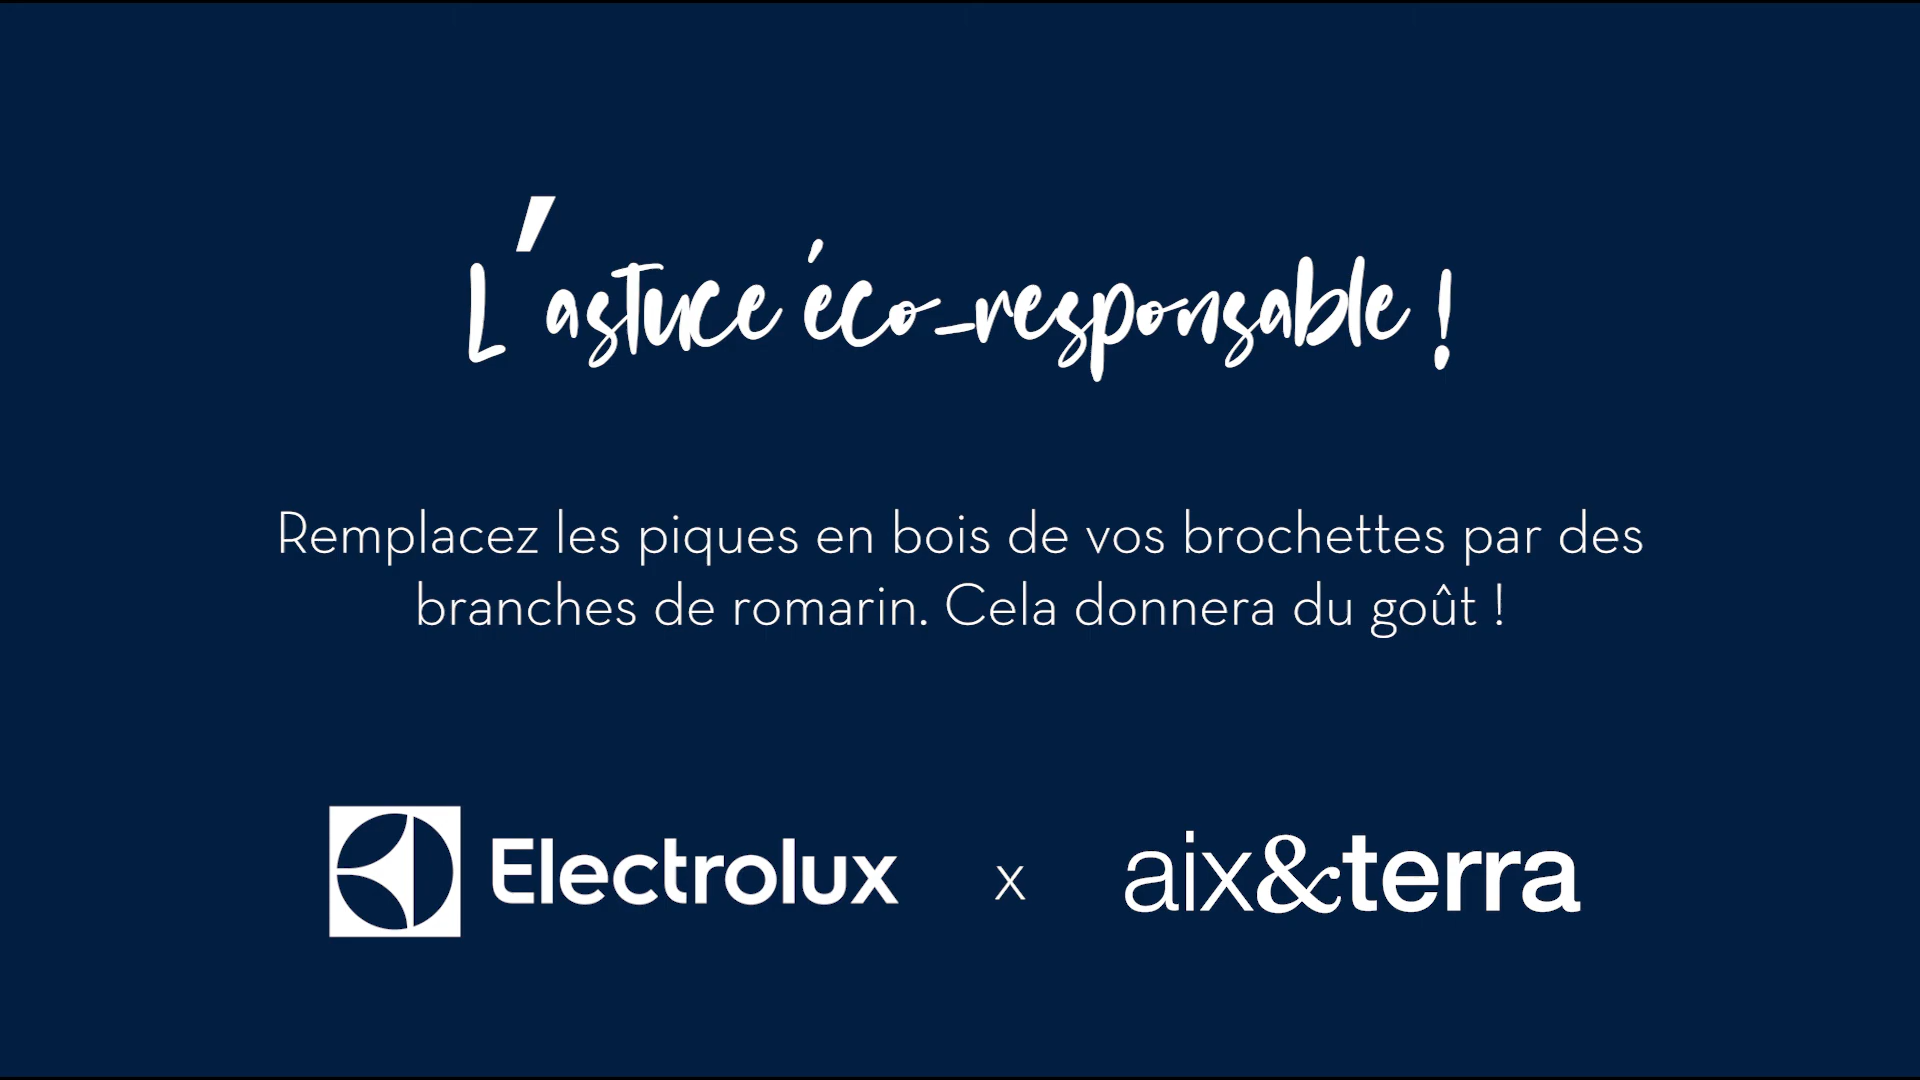 L'astuce éco-responsable !
Remplacez les piques en bois de vos brochettes par des
branches de romarin. Cela donnera du goût !
Electrolux x aix&terra